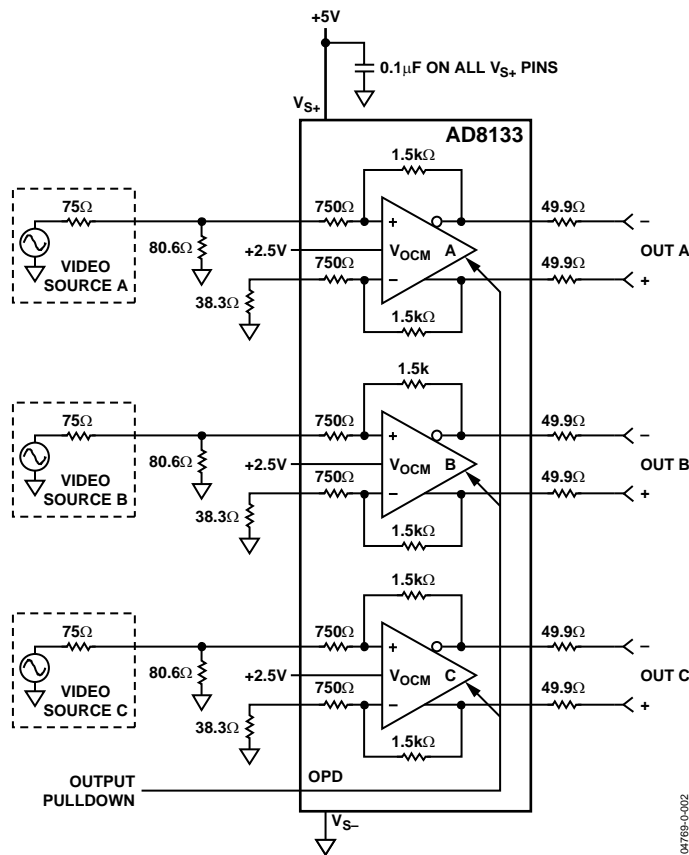 +5V
0.1μF ON ALL VS+ PINS
VS+
AD8133
1.5kΩ
75Ω
750Ω
49.9Ω
+
−
80.6Ω
+2.5V
VOCM
A
OUT A
VIDEO
SOURCE A
750Ω
−
49.9Ω
+
38.3Ω
1.5kΩ
1.5k
75Ω
750Ω
49.9Ω
+
−
80.6Ω
+2.5V
VOCM
B
OUT B
VIDEO
SOURCE B
750Ω
−
49.9Ω
+
38.3Ω
1.5kΩ
1.5kΩ
75Ω
750Ω
49.9Ω
+
−
80.6Ω
+2.5V
VOCM
C
OUT C
VIDEO
SOURCE C
750Ω
−
49.9Ω
+
38.3Ω
1.5kΩ
OUTPUT
PULLDOWN
OPD
VS−
04769-0-002